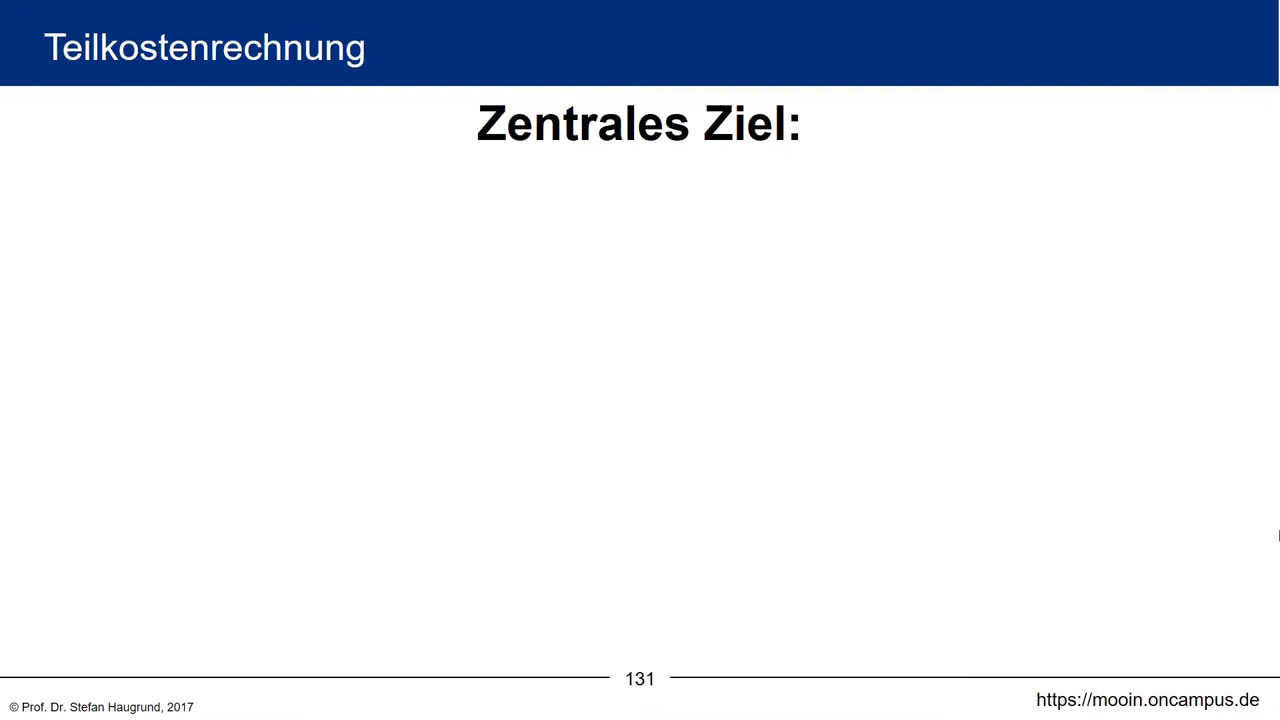 Teilkostenrechnung
Zentrales Ziel:
131
© Prof. Dr. Stefan Haugrund, 2017
https://mooin.oncampus.de